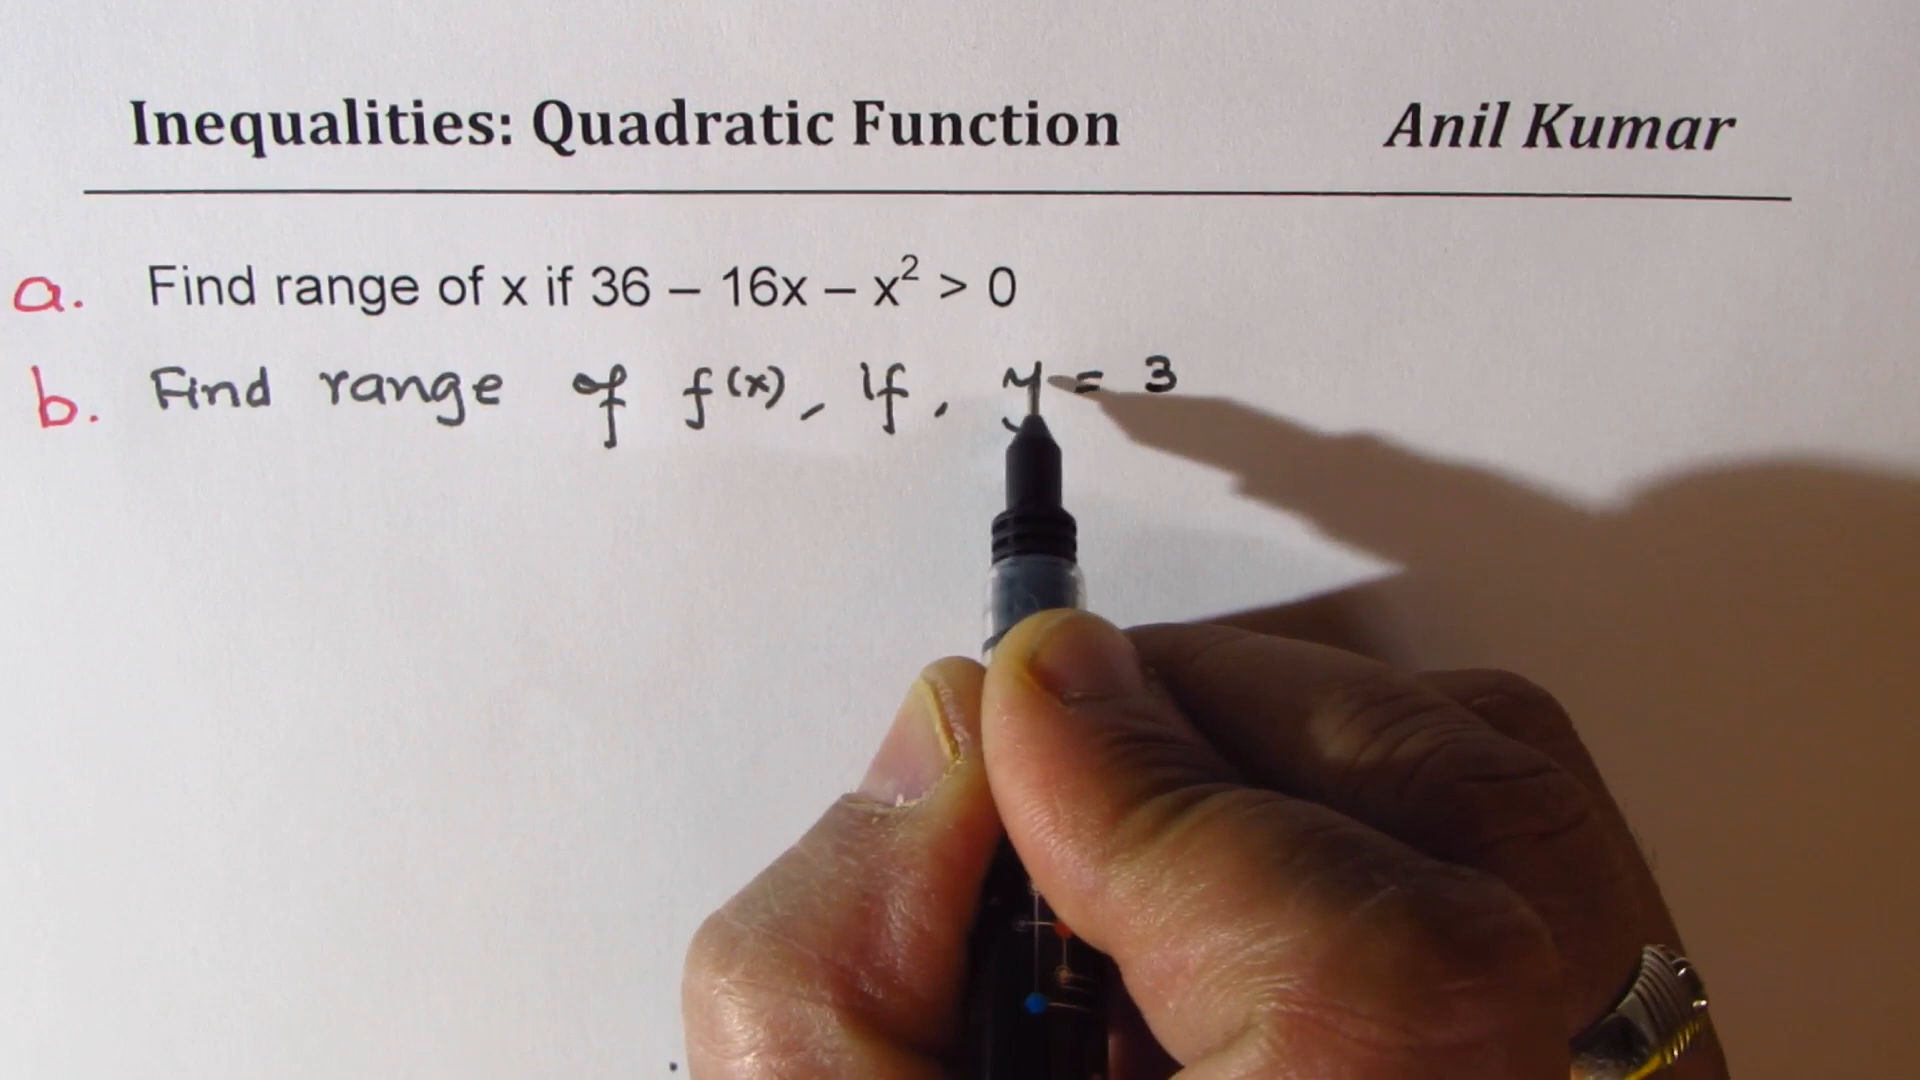 Inequalities: Quadratic Function Anil Kumar
a. Find range of x if 36 – 16x – x² > 0
b. Find range of f(x), If, y = 3